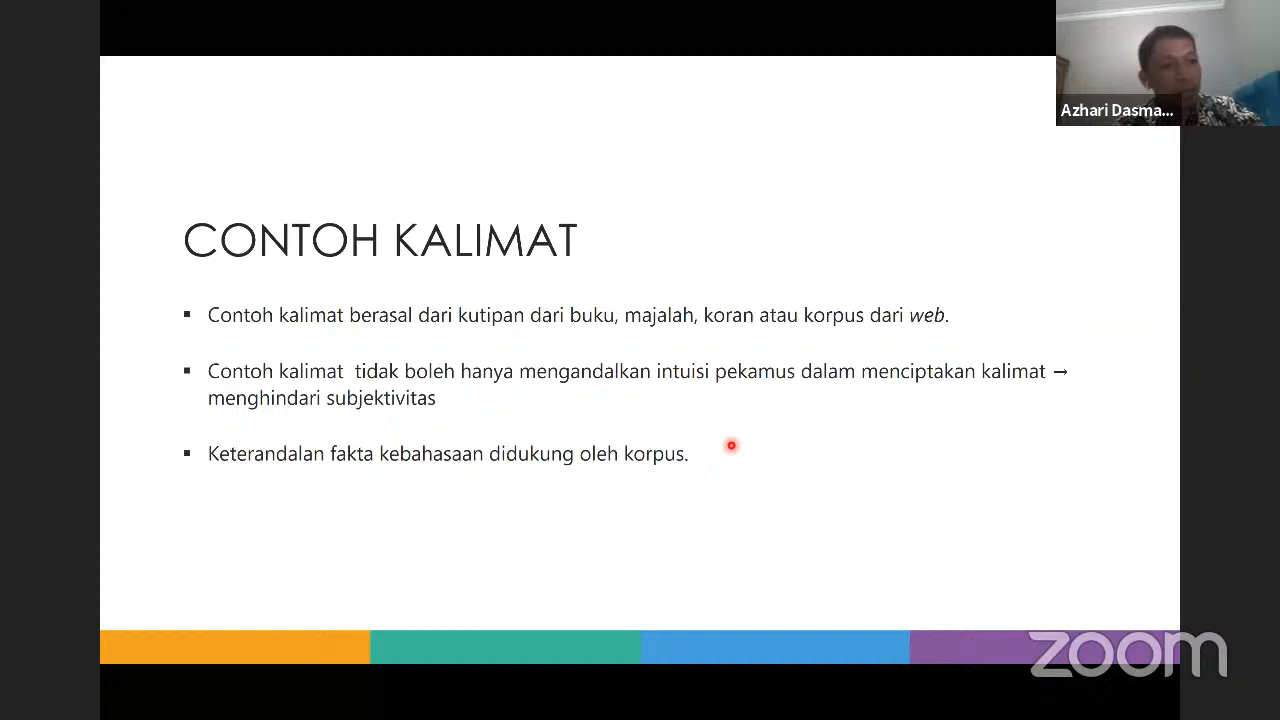 Azhari Dasma...
CONTOH KALIMAT
▪ Contoh kalimat berasal dari kutipan dari buku, majalah, koran atau korpus dari web.
▪ Contoh kalimat  tidak boleh hanya mengandalkan intuisi pekamus dalam menciptakan kalimat →
menghindari subjektivitas
▪ Keterandalan fakta kebahasaan didukung oleh korpus.
zoom